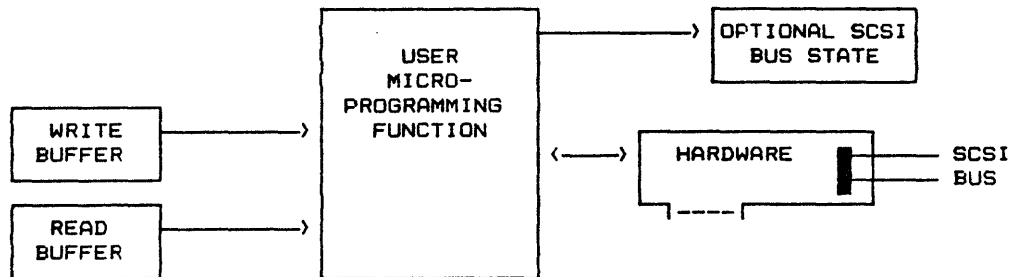 USER
MICRO-
PROGRAMMING
FUNCTION
OPTIONAL SCSI
BUS STATE
WRITE
BUFFER
HARDWARE
SCSI
BUS
READ
BUFFER